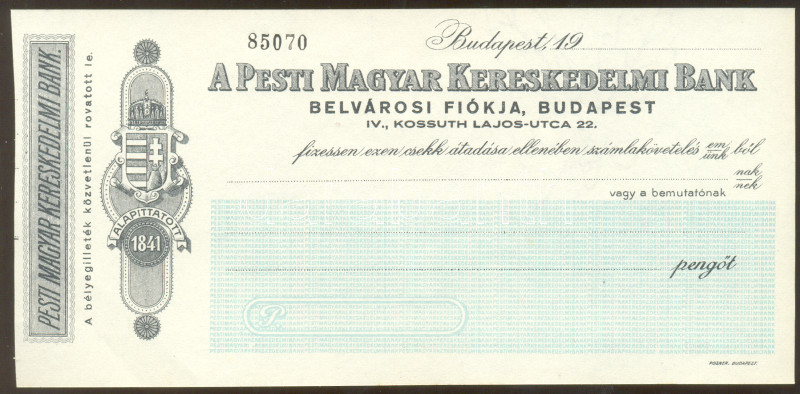 PESTI MAGYAR KERESKEDELMI BANK.
A bélyegilleték közvetlenül rovatott le.
ALAPITTATOTT
1841
85070
Budapest, 19
A PESTI MAGYAR KERESKEDELMI BANK
BELVÁROSI FIÓKJA, BUDAPEST
IV., KOSSUTH LAJOS-UTCA 22.
fizessen ezen csekk átadása ellenében számlakövetelés em/ünk ből
nak/nek
vagy a bemutatónak
pengőt
P.
POSNER, BUDAPEST.